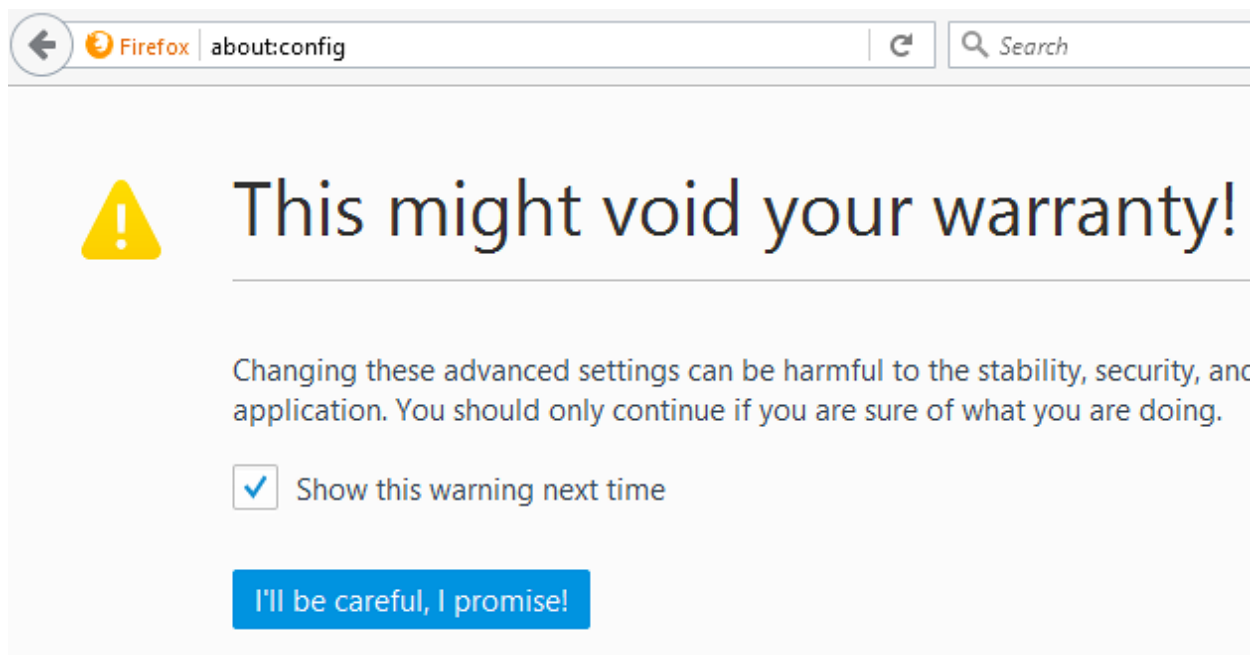 Firefox about:config Search
This might void your warranty!
Changing these advanced settings can be harmful to the stability, security, and
application. You should only continue if you are sure of what you are doing.
Show this warning next time
I'll be careful, I promise!